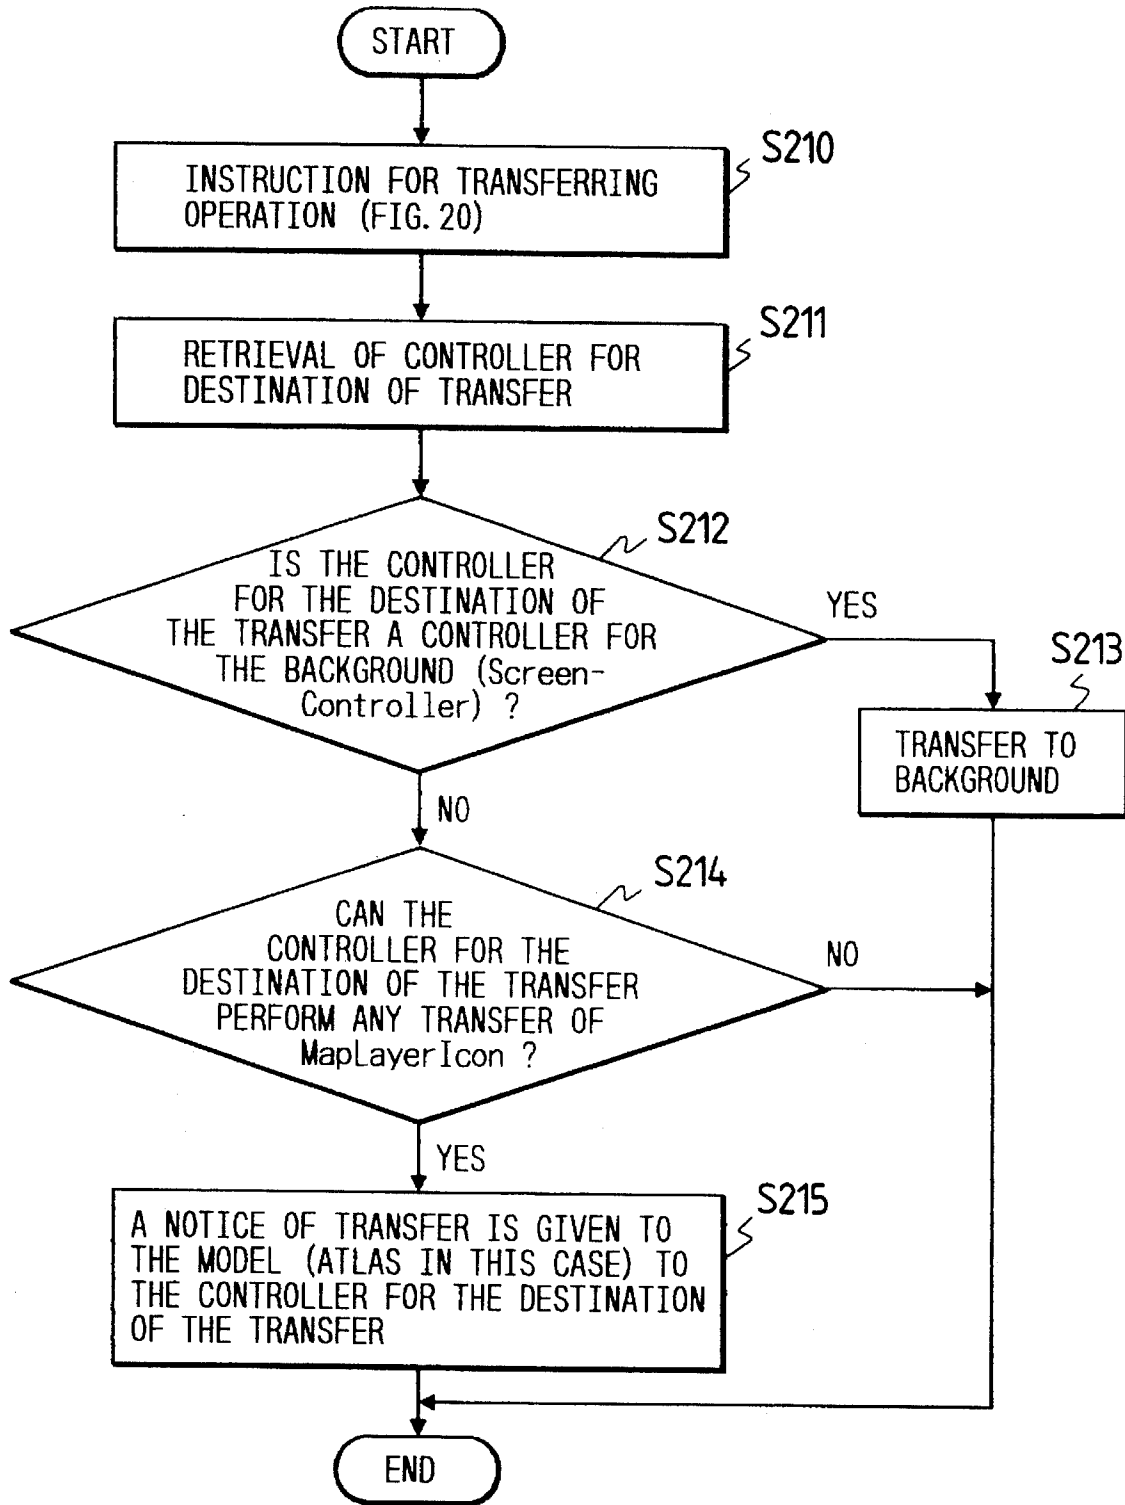 START
S210
INSTRUCTION FOR TRANSFERRING
OPERATION (FIG. 20)
S211
RETRIEVAL OF CONTROLLER FOR
DESTINATION OF TRANSFER
S212
IS THE CONTROLLER
FOR THE DESTINATION OF
THE TRANSFER A CONTROLLER FOR
THE BACKGROUND (Screen-
Controller) ?
YES
S213
TRANSFER TO
BACKGROUND
NO
S214
CAN THE
CONTROLLER FOR THE
DESTINATION OF THE TRANSFER
PERFORM ANY TRANSFER OF
MapLayerIcon ?
NO
YES
S215
A NOTICE OF TRANSFER IS GIVEN TO
THE MODEL (ATLAS IN THIS CASE) TO
THE CONTROLLER FOR THE DESTINATION
OF THE TRANSFER
END